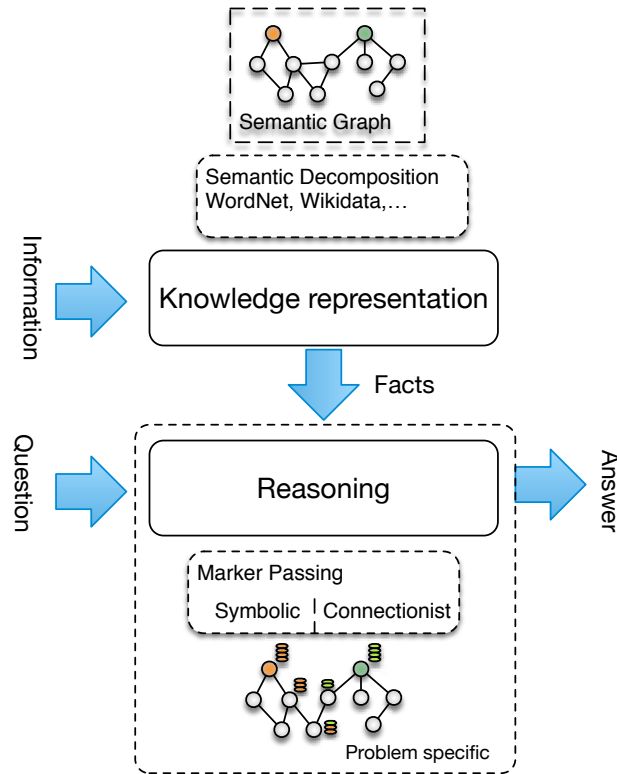 Semantic Graph
Semantic Decomposition
WordNet, Wikidata,...
Information
Knowledge representation
Facts
Question
Reasoning
Answer
Marker Passing
Symbolic
Connectionist
Problem specific